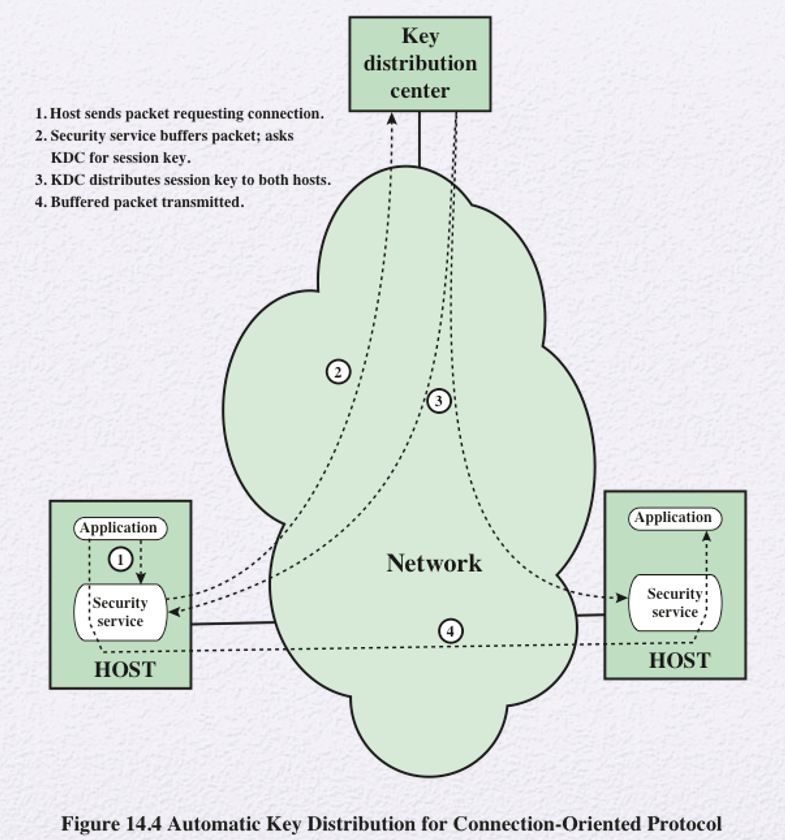 Key
distribution
center
1. Host sends packet requesting connection.
2. Security service buffers packet; asks
KDC for session key.
3. KDC distributes session key to both hosts.
4. Buffered packet transmitted.
2
3
Application
1
Security
service
HOST
Network
4
Application
Security
service
HOST
Figure 14.4 Automatic Key Distribution for Connection-Oriented Protocol